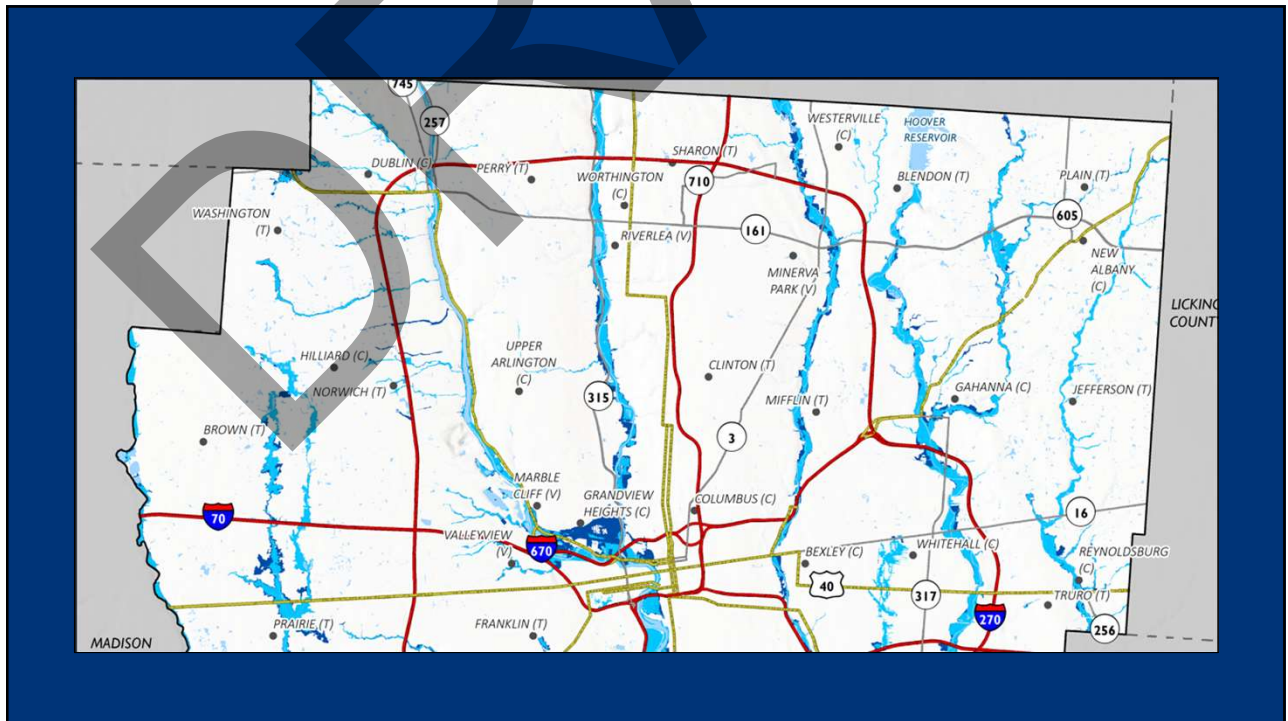 745
257
WESTERVILLE
(C)
HOOVER
RESERVOIR
DUBLIN (C)
PERRY (T)
SHARON (T)
WORTHINGTON
(C)
710
BLENDON (T)
PLAIN (T)
WASHINGTON
(T)
RIVERLEA (V)
161
605
MINERVA
PARK (V)
NEW
ALBANY
(C)
LICKING
COUNT
HILLIARD (C)
NORWICH (T)
UPPER
ARLINGTON
(C)
315
CLINTON (T)
MIFFLIN (T)
GAHANNA (C)
JEFFERSON (T)
BROWN (T)
3
70
MARBLE
CLIFF (V)
GRANDVIEW
HEIGHTS (C)
COLUMBUS (C)
16
VALLEYVIEW
(V)
670
BEXLEY (C)
WHITEHALL (C)
REYNOLDSBURG
(C)
40
317
270
TRURO (T)
PRAIRIE (T)
FRANKLIN (T)
256
MADISON
DR